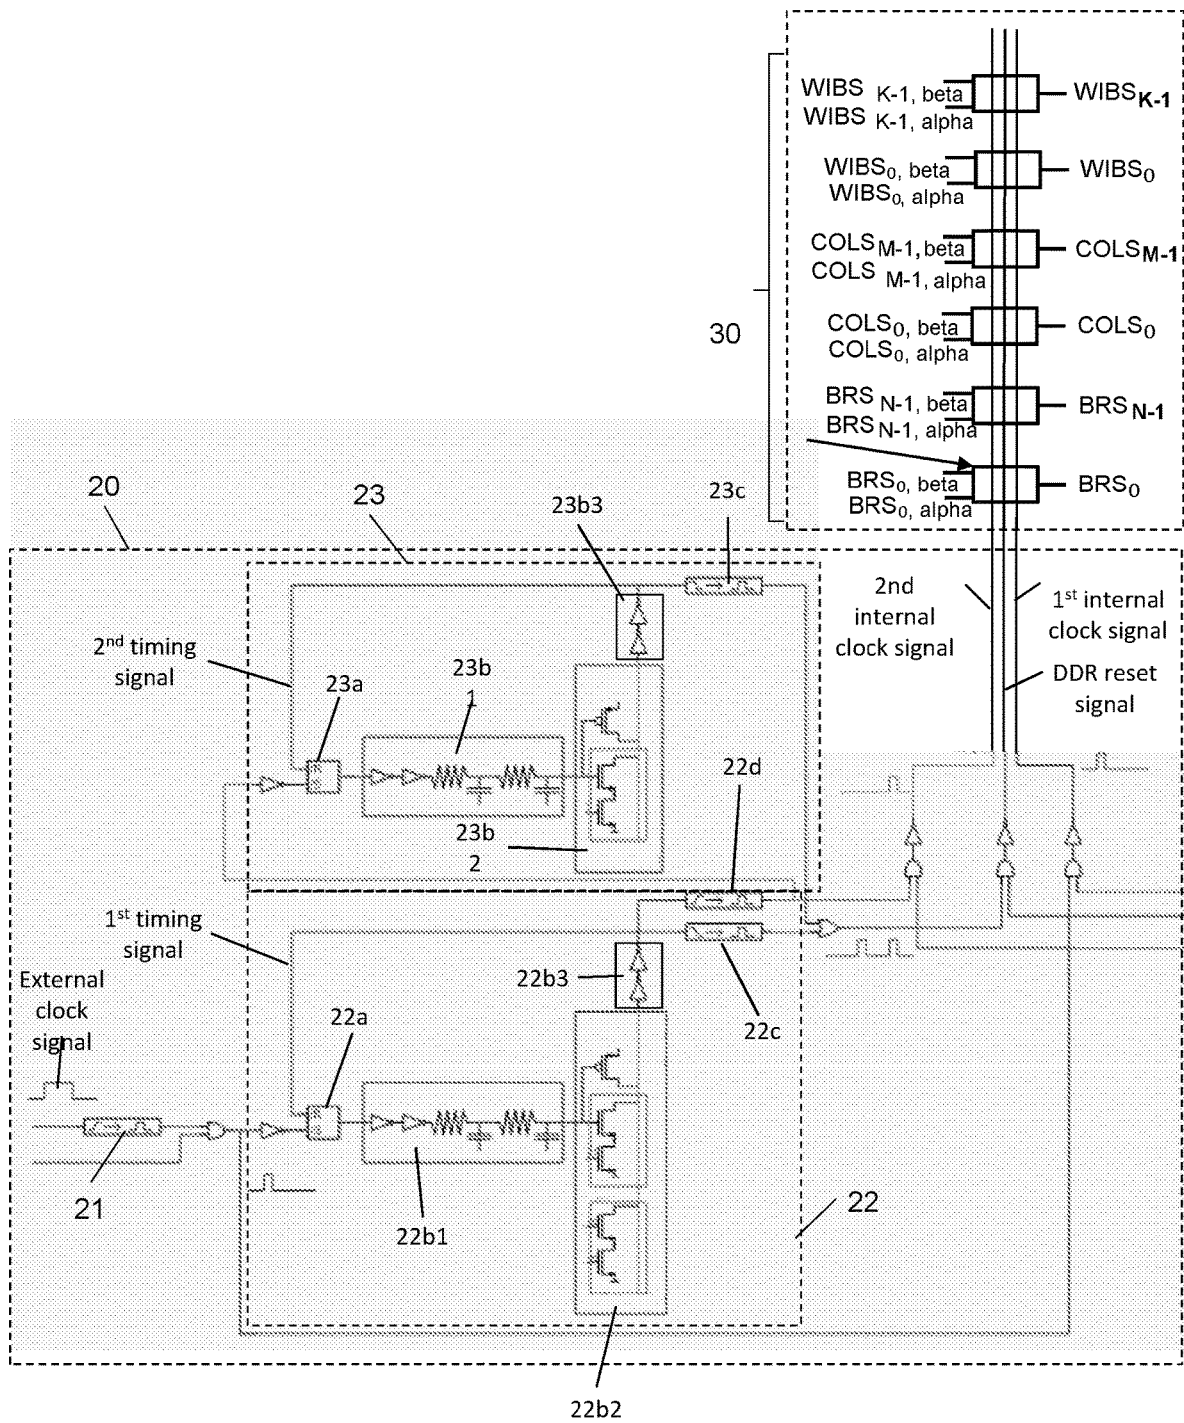 WIBS K-1, beta
WIBS K-1, alpha
WIBSK-1
WIBS0, beta
WIBS0, alpha
WIBS0
COLSM-1, beta
COLS M-1, alpha
COLSM-1
30
COLS0, beta
COLS0, alpha
COLS0
BRS N-1, beta
BRS N-1, alpha
BRSN-1
BRS0, beta
BRS0, alpha
BRS0
20
23
23b3
23c
2nd
internal
clock signal
1st internal
clock signal
DDR reset
signal
2nd timing
signal
23a
23b
1
22d
23b
2
1st timing
signal
External
clock
signal
22a
22b3
22c
21
22b1
22
22b2